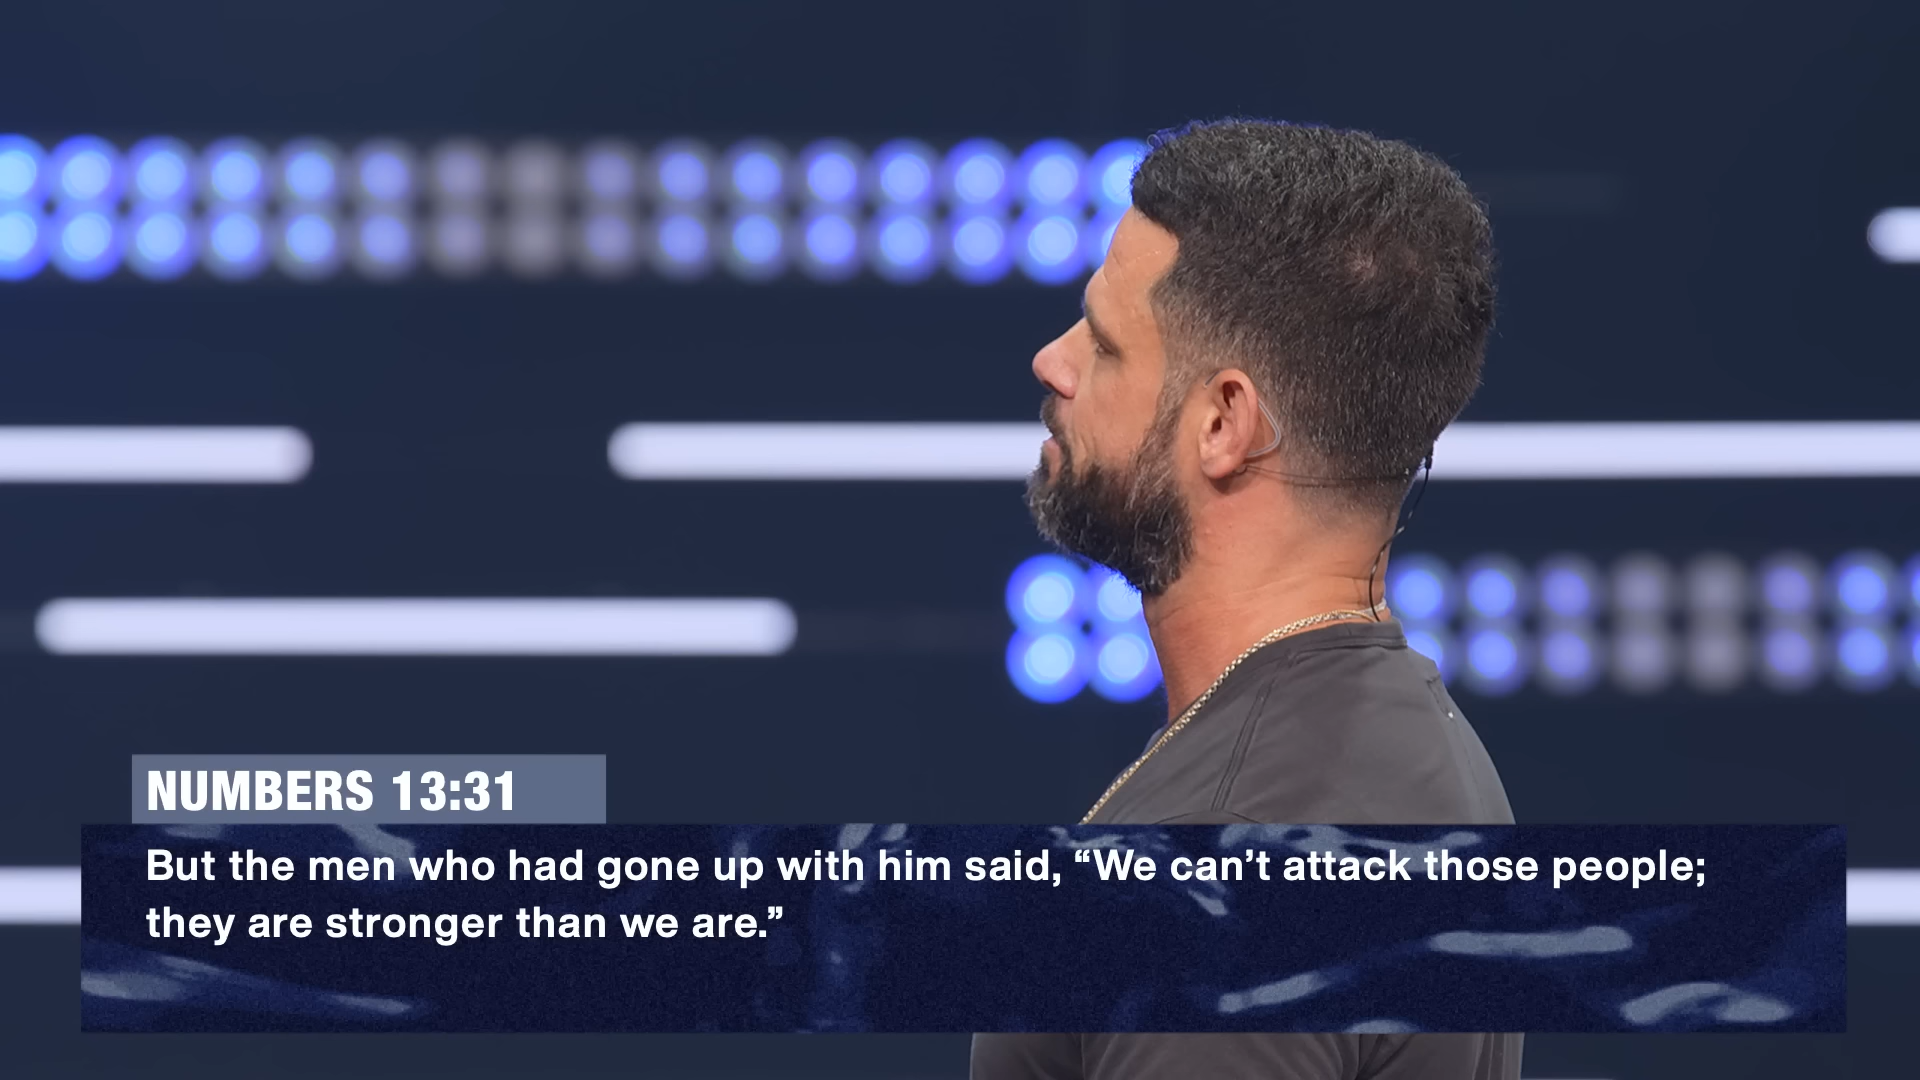 NUMBERS 13:31
But the men who had gone up with him said, “We can’t attack those people;
they are stronger than we are.”